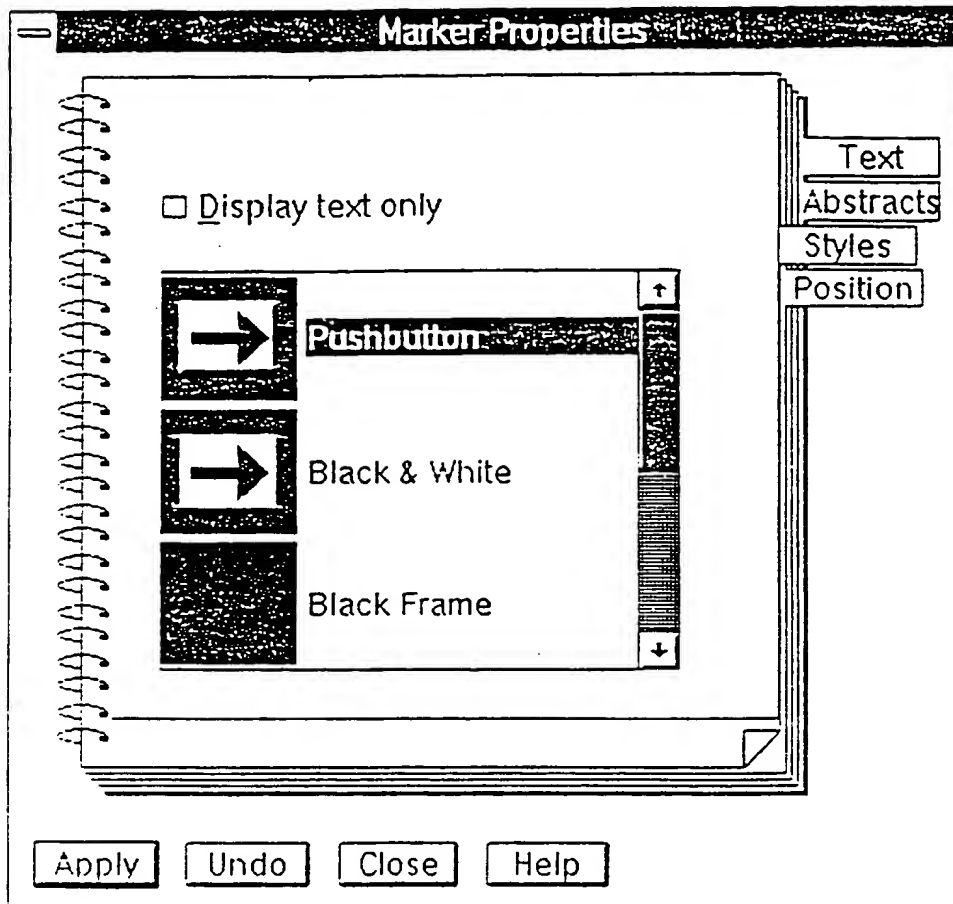 Marker Properties
Text
Display text only
Abstracts
Styles
Position
Pushbutton
Black & White
Black Frame
Apply
Undo
Close
Help